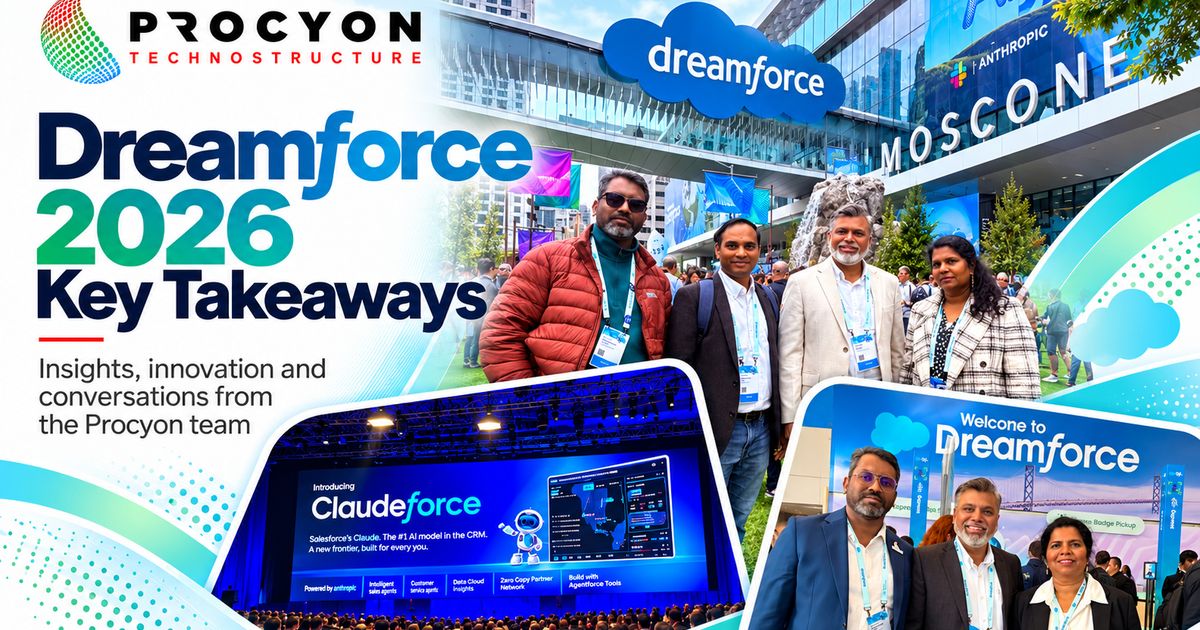 PROCYON
TECHNOSTRUCTURE
Dreamforce
2026
Key Takeaways
Insights, innovation and
conversations from
the Procyon team
dreamforce
ANTHROPIC
MOSCONE
Introducing
Claudeforce
Salesforce's Claude. The #1 AI model in the CRM.
A new frontier, built for every you.
Powered by anthropic
Intelligent
sales agents
Customer
service agents
Data Cloud
Insights
Zero Copy Partner
Network
Build with
Agentforce Tools
Welcome to
Dreamforce
Badge Pickup